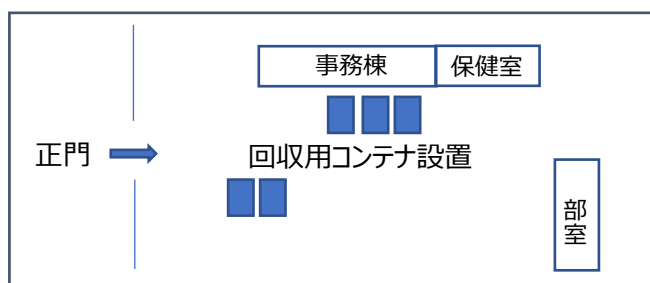 事務棟
保健室
正門
回収用コンテナ設置
部室